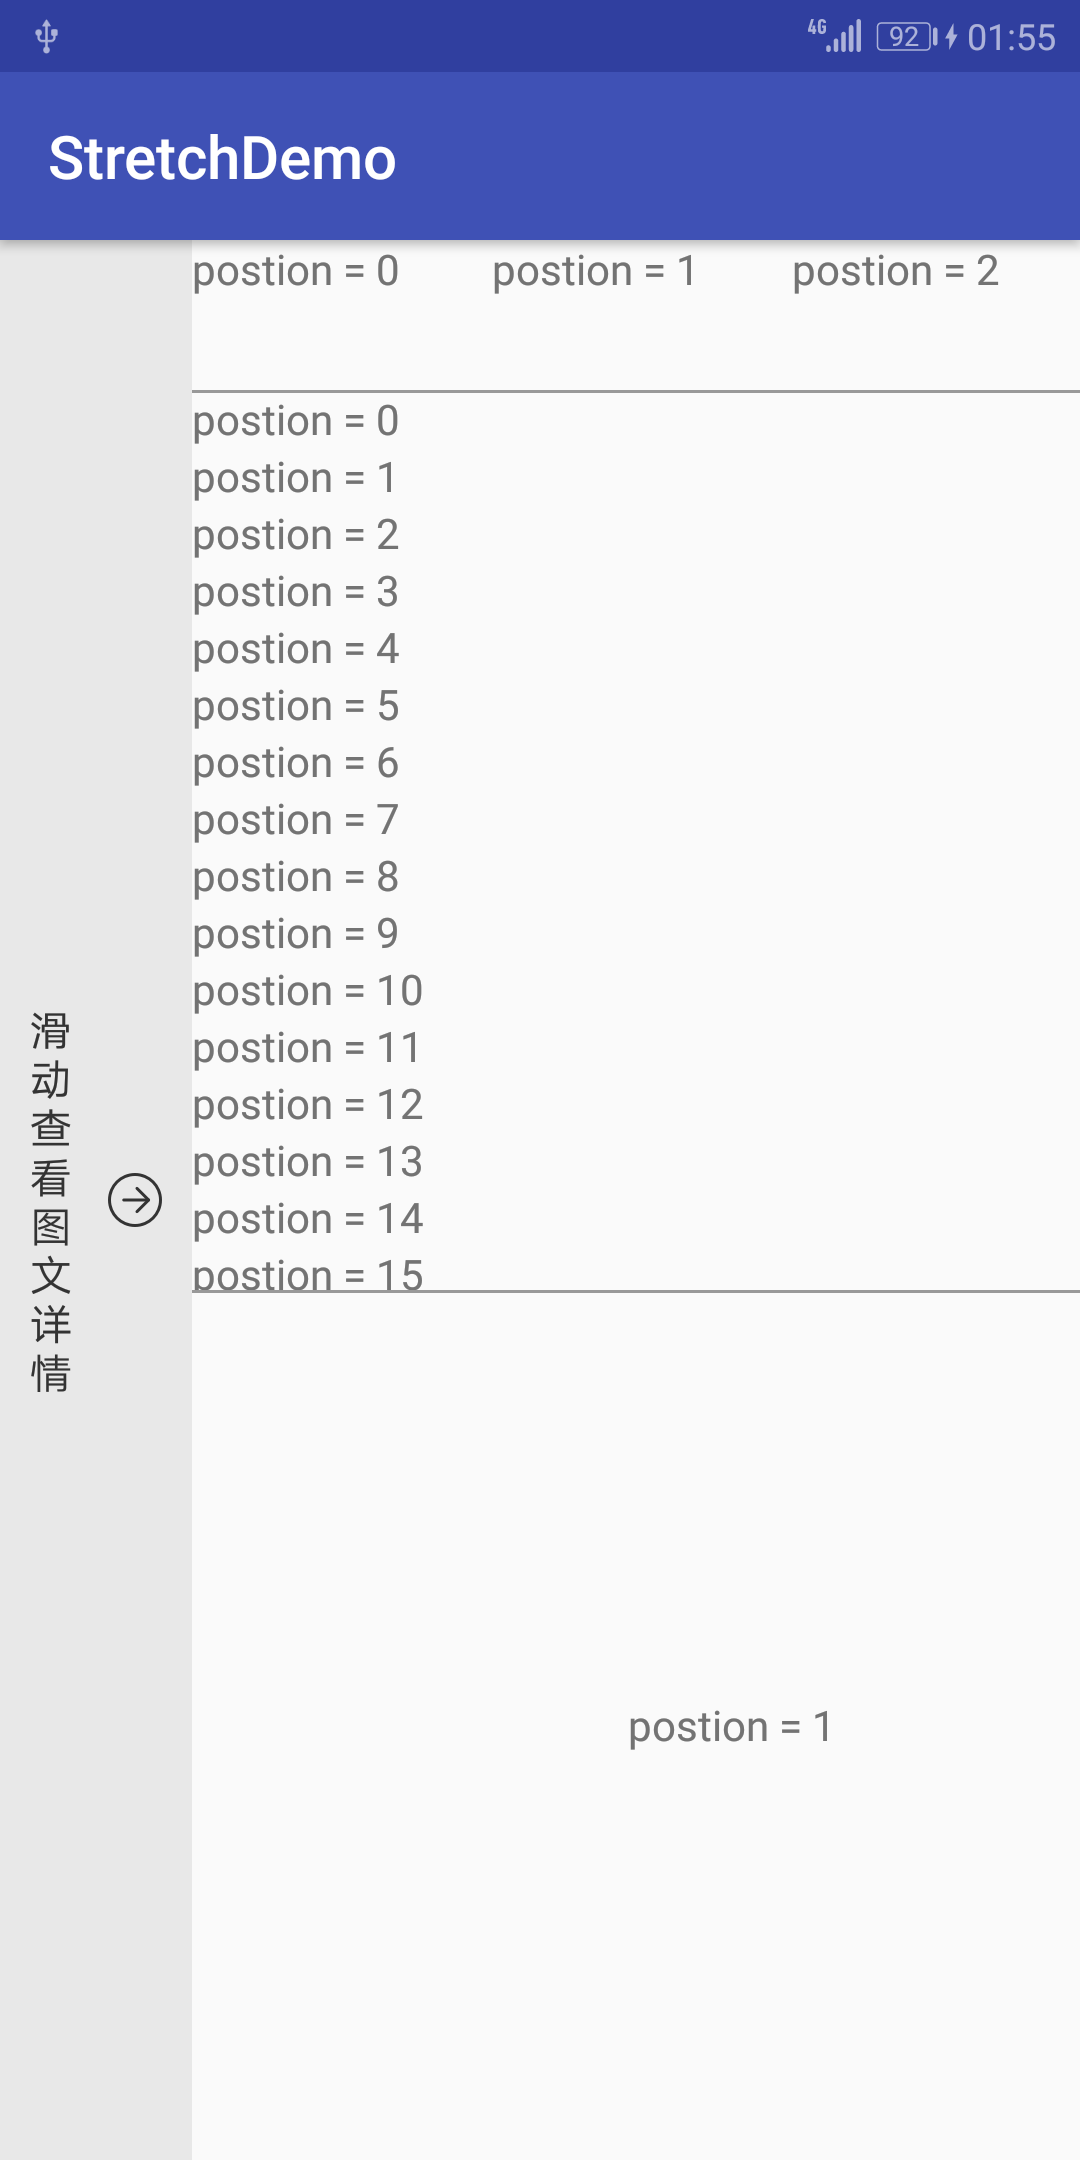 4G 92 01:55
StretchDemo
postion = 0 postion = 1 postion = 2
postion = 0
postion = 1
postion = 2
postion = 3
postion = 4
postion = 5
postion = 6
postion = 7
postion = 8
postion = 9
postion = 10
postion = 11
postion = 12
postion = 13
postion = 14
postion = 15
滑动查看图文详情
postion = 1